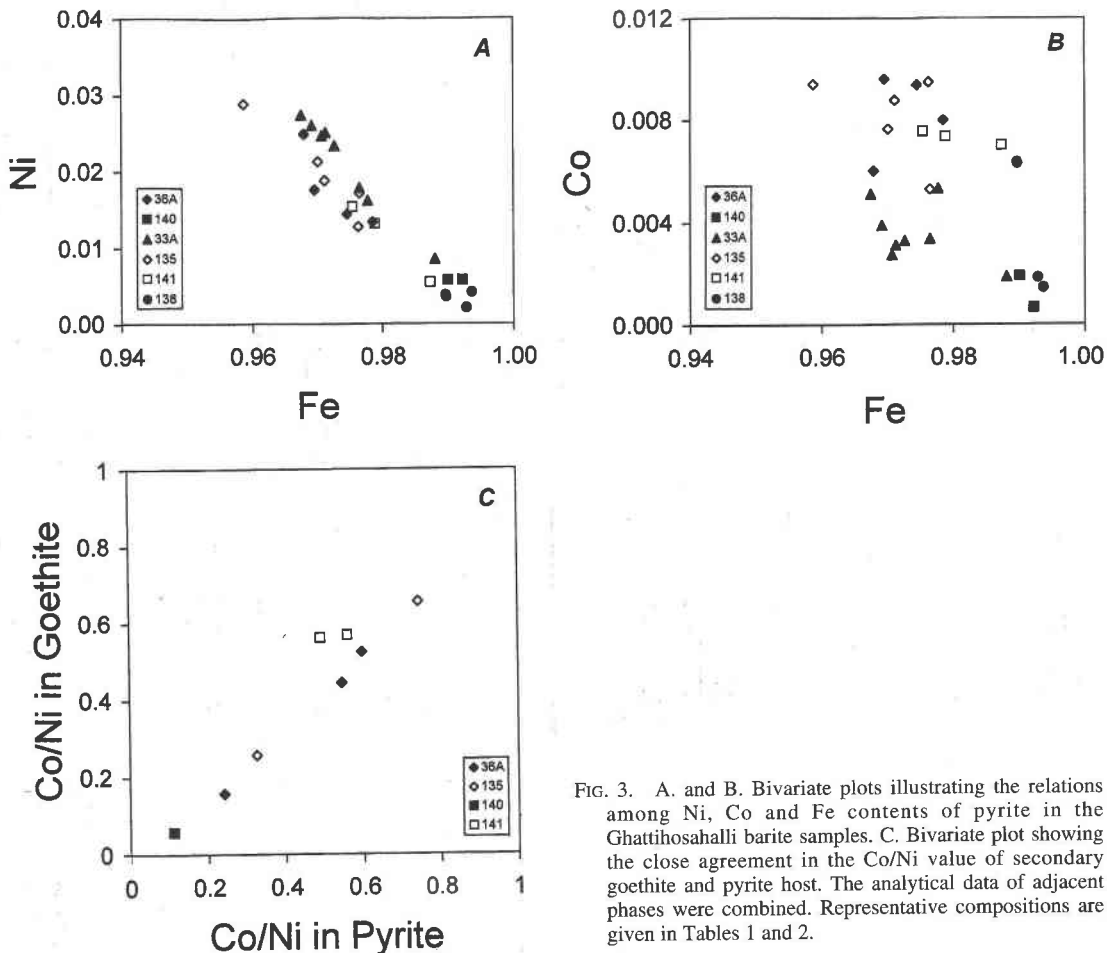 0.04
0.03
0.02
0.01
0.00
Ni
A
36A
140
33A
135
141
138
0.94
0.96
0.98
1.00
Fe
0.012
0.008
0.004
0.000
Co
B
36A
140
33A
135
141
138
0.94
0.96
0.98
1.00
Fe
1
0.8
0.6
0.4
0.2
0
Co/Ni in Goethite
C
36A
135
140
141
0
0.2
0.4
0.6
0.8
1
Co/Ni in Pyrite
FIG. 3. A. and B. Bivariate plots illustrating the relations
among Ni, Co and Fe contents of pyrite in the
Ghattihosahalli barite samples. C. Bivariate plot showing
the close agreement in the Co/Ni value of secondary
goethite and pyrite host. The analytical data of adjacent
phases were combined. Representative compositions are
given in Tables 1 and 2.